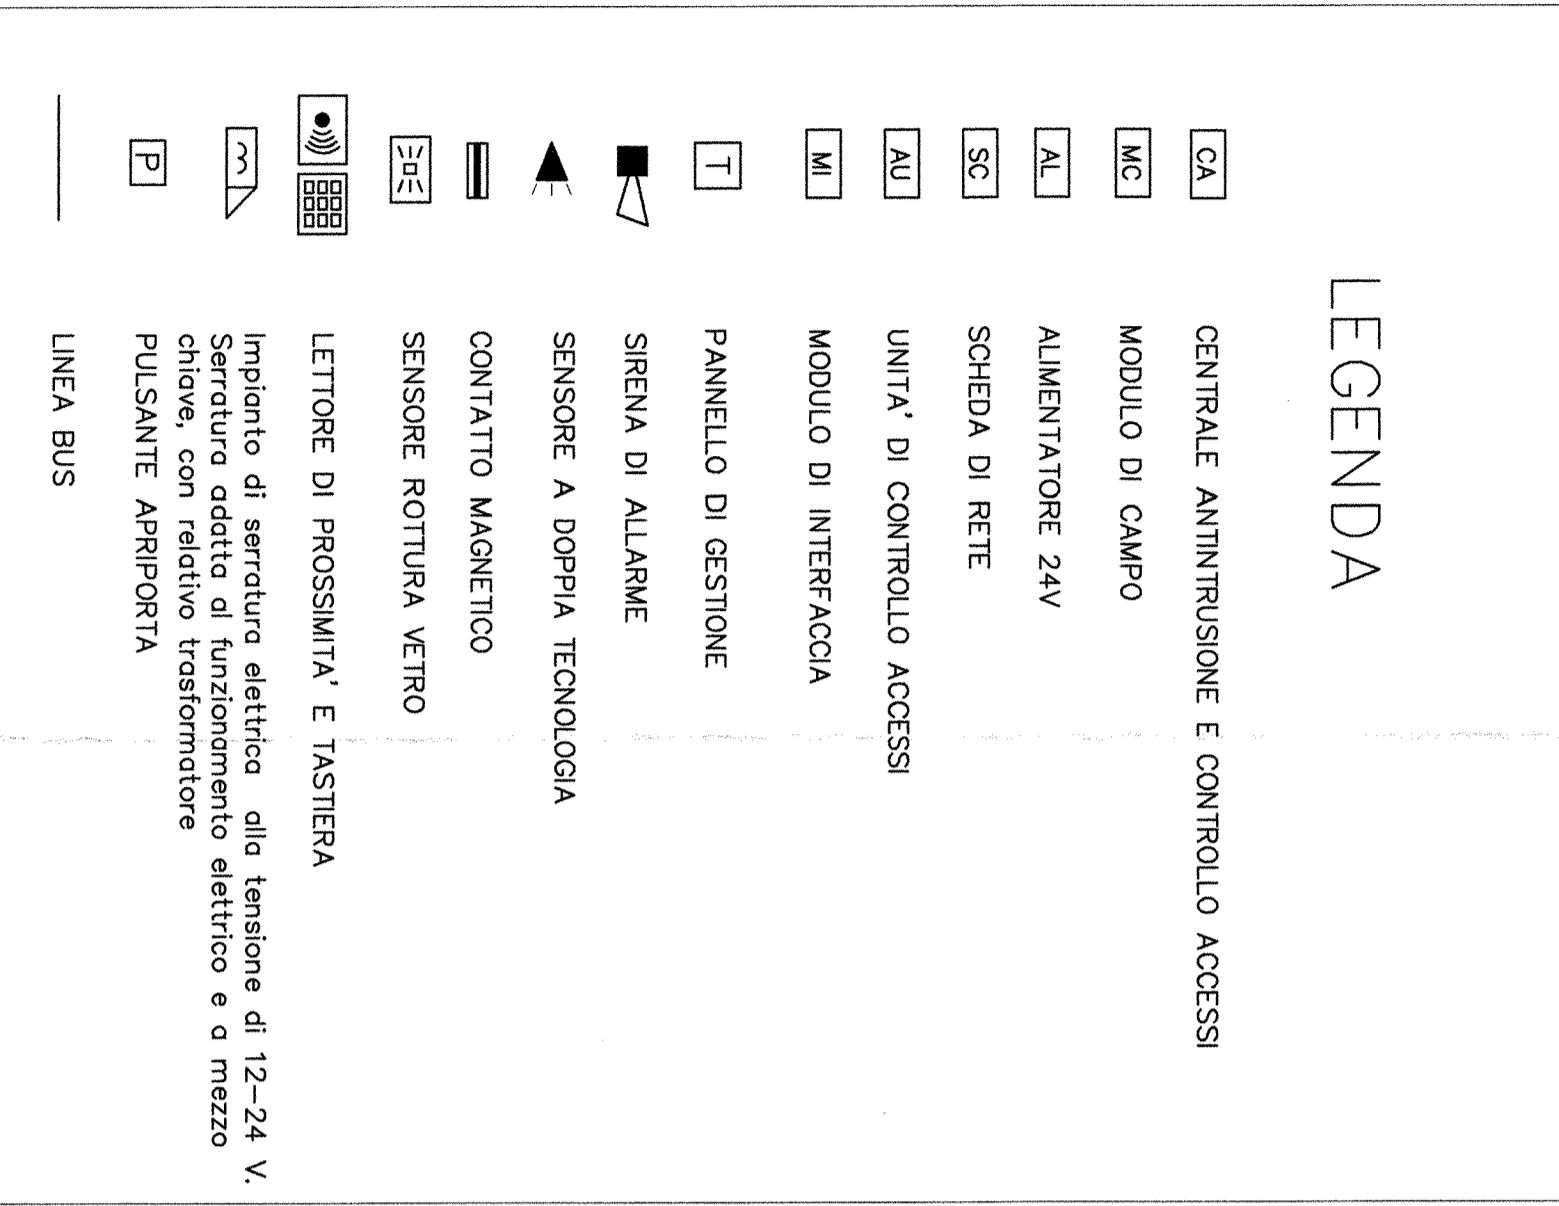 LEGENDA
CA CENTRALE ANTINTRUSIONE E CONTROLLO ACCESSI
MC MODULO DI CAMPO
AL ALIMENTATORE 24V
SC SCHEDA DI RETE
AU UNITA' DI CONTROLLO ACCESSI
MI MODULO DI INTERFACCIA
T PANNELLO DI GESTIONE
SIRENA DI ALLARME
SENSORE A DOPPIA TECNOLOGIA
CONTATTO MAGNETICO
SENSORE ROTTURA VETRO
LETTORE DI PROSSIMITA' E TASTIERA
Impianto di serratura elettrica alla tensione di 12-24 V.
Serratura adatta al funzionamento elettrico e a mezzo
chiave, con relativo trasformatore
P PULSANTE APRIPORTA
LINEA BUS